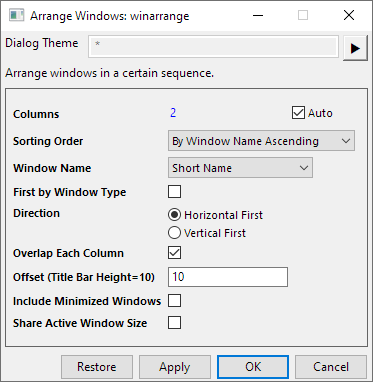 Arrange Windows: winarrange
Dialog Theme *
Arrange windows in a certain sequence.
Columns 2 Auto
Sorting Order By Window Name Ascending
Window Name Short Name
First by Window Type
Direction Horizontal First
Vertical First
Overlap Each Column
Offset (Title Bar Height=10) 10
Include Minimized Windows
Share Active Window Size
Restore Apply OK Cancel